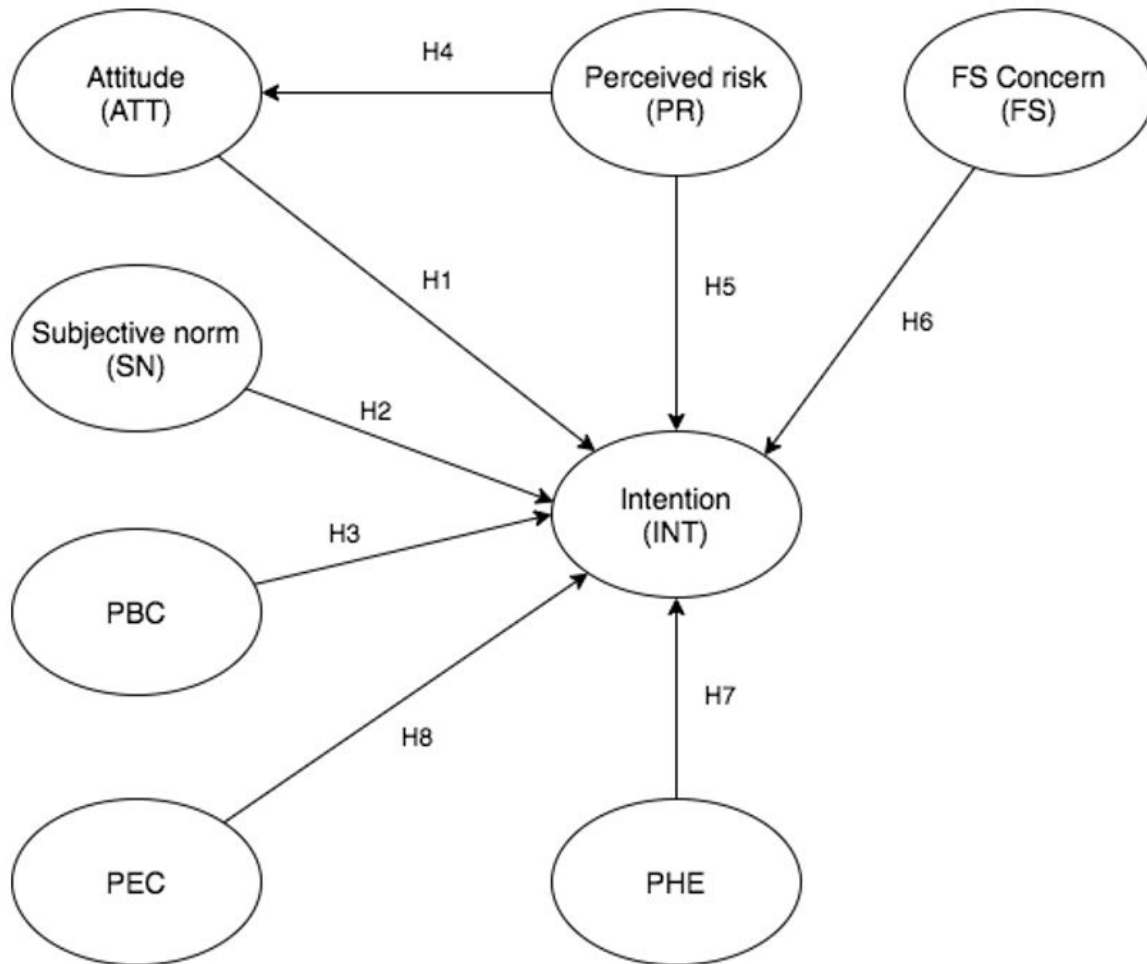 Attitude
(ATT)
H4
Perceived risk
(PR)
FS Concern
(FS)
H1
H5
H6
Subjective norm
(SN)
H2
Intention
(INT)
H3
PBC
H8
H7
PEC
PHE